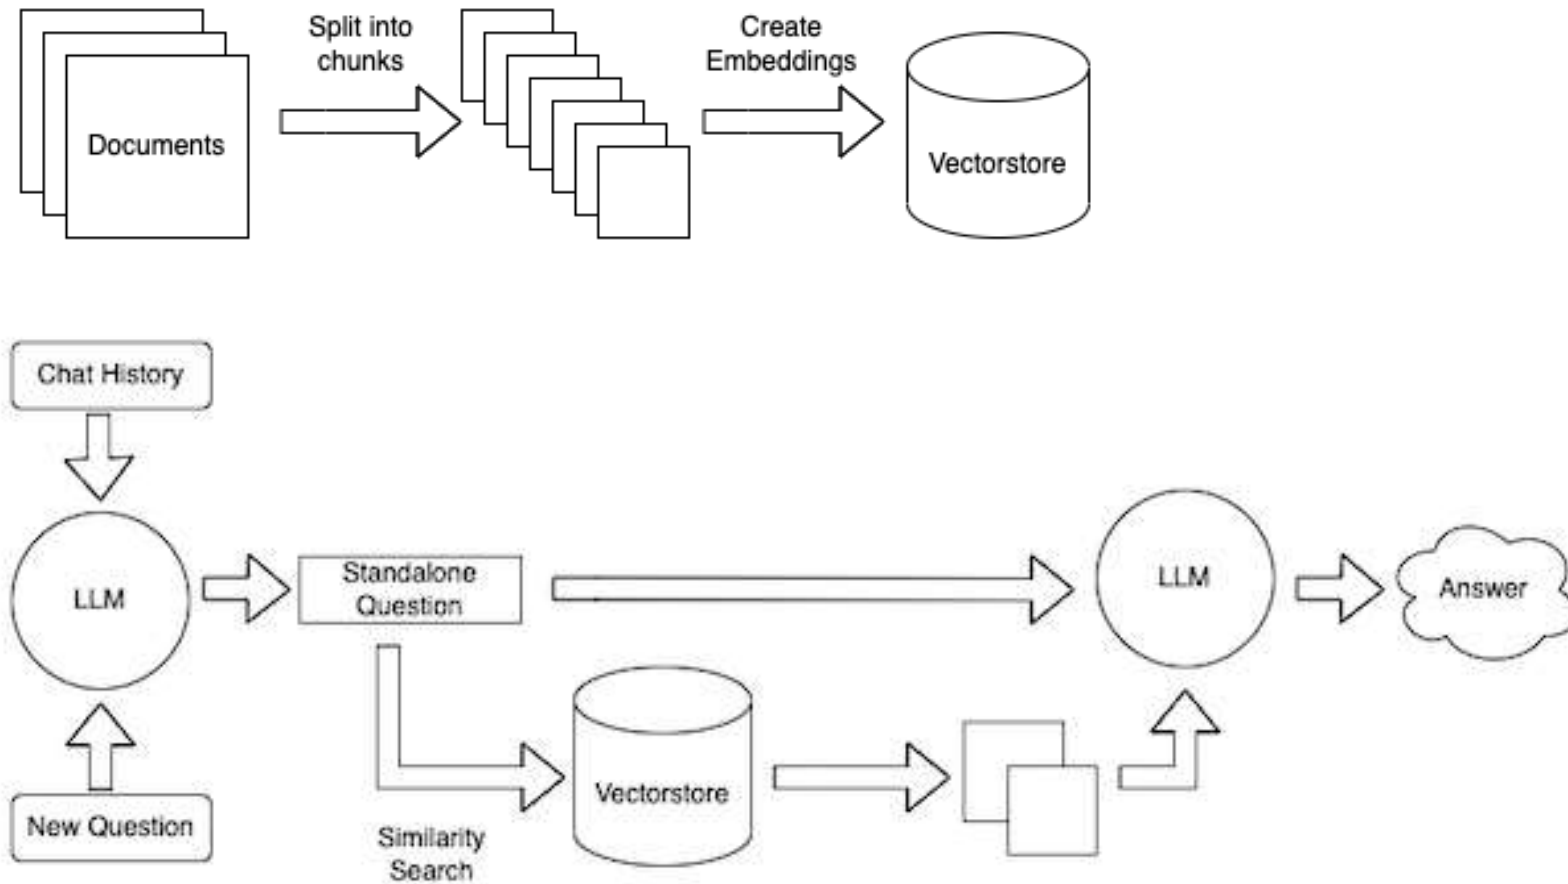 Split into
chunks
Create
Embeddings
Documents
Vectorstore
Chat History
LLM
Standalone
Question
LLM
Answer
New Question
Similarity
Search
Vectorstore